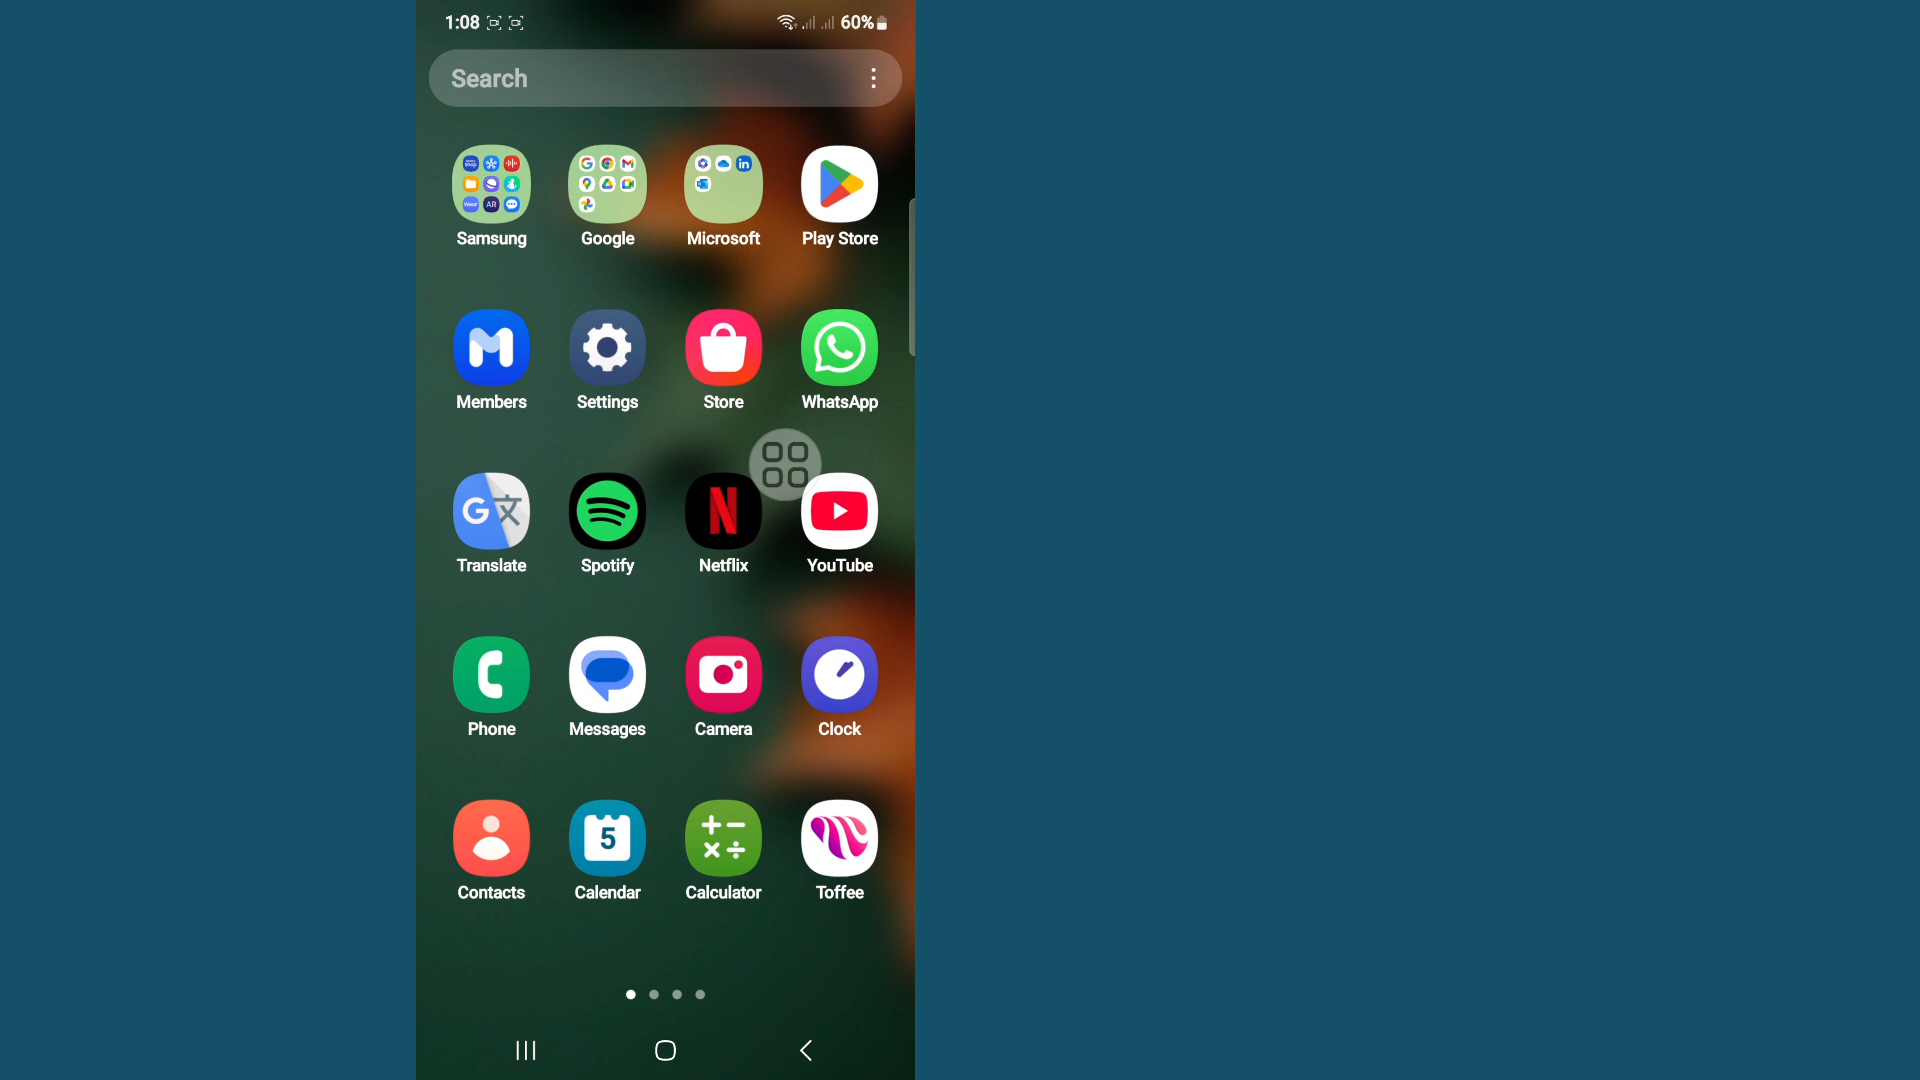 1:08 60%
Search
Samsung Google Microsoft Play Store
Members Settings Store WhatsApp
Translate Spotify Netflix YouTube
Phone Messages Camera Clock
5
Contacts Calendar Calculator Toffee